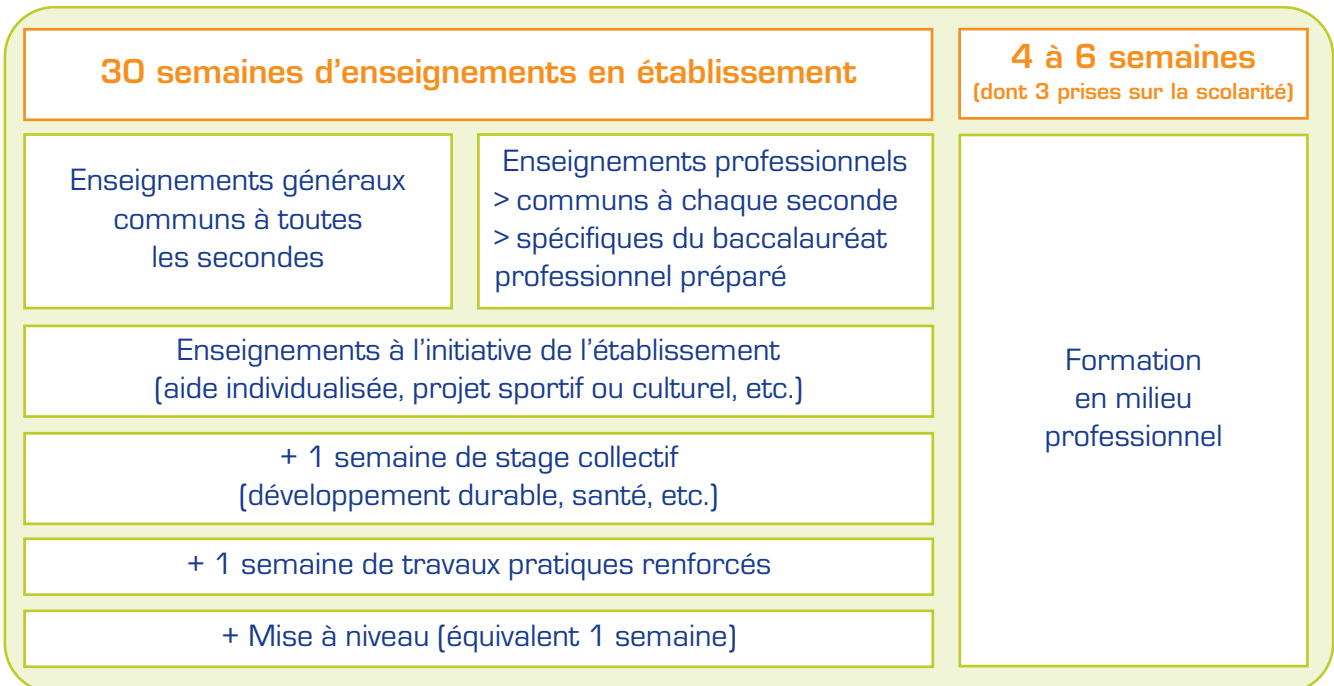 30 semaines d'enseignements en établissement
4 à 6 semaines
(dont 3 prises sur la scolarité)
Enseignements généraux
communs à toutes
les secondes
Enseignements professionnels
> communs à chaque seconde
> spécifiques du baccalauréat
professionnel préparé
Enseignements à l'initiative de l'établissement
(aide individualisée, projet sportif ou culturel, etc.)
+ 1 semaine de stage collectif
(développement durable, santé, etc.)
+ 1 semaine de travaux pratiques renforcés
+ Mise à niveau (équivalent 1 semaine)
Formation
en milieu
professionnel